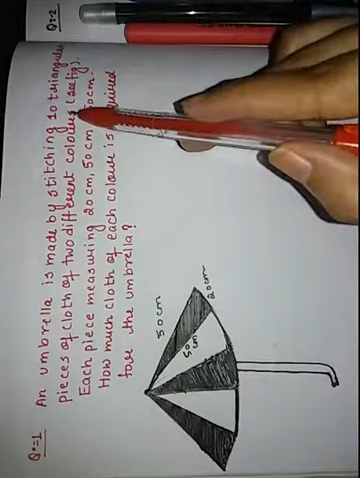 Q:-2
Q:=1 An umbrella is made by stitching 10 triangular
pieces of cloth of two different colours (see fig).
Each piece measuring 20 cm, 50 cm 50cm.
How much cloth of each colour is required
for the umbrella?
50 cm
50 cm
20 cm